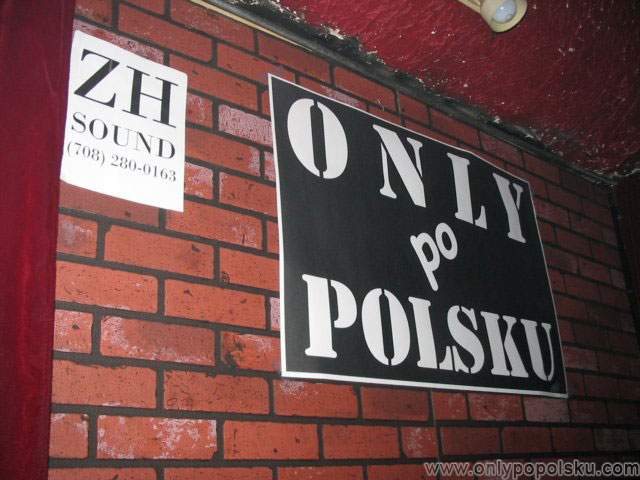 ZH
SOUND
(708) 280-0163
ONLY
po
POLSKU
www.onlypopolsku.com